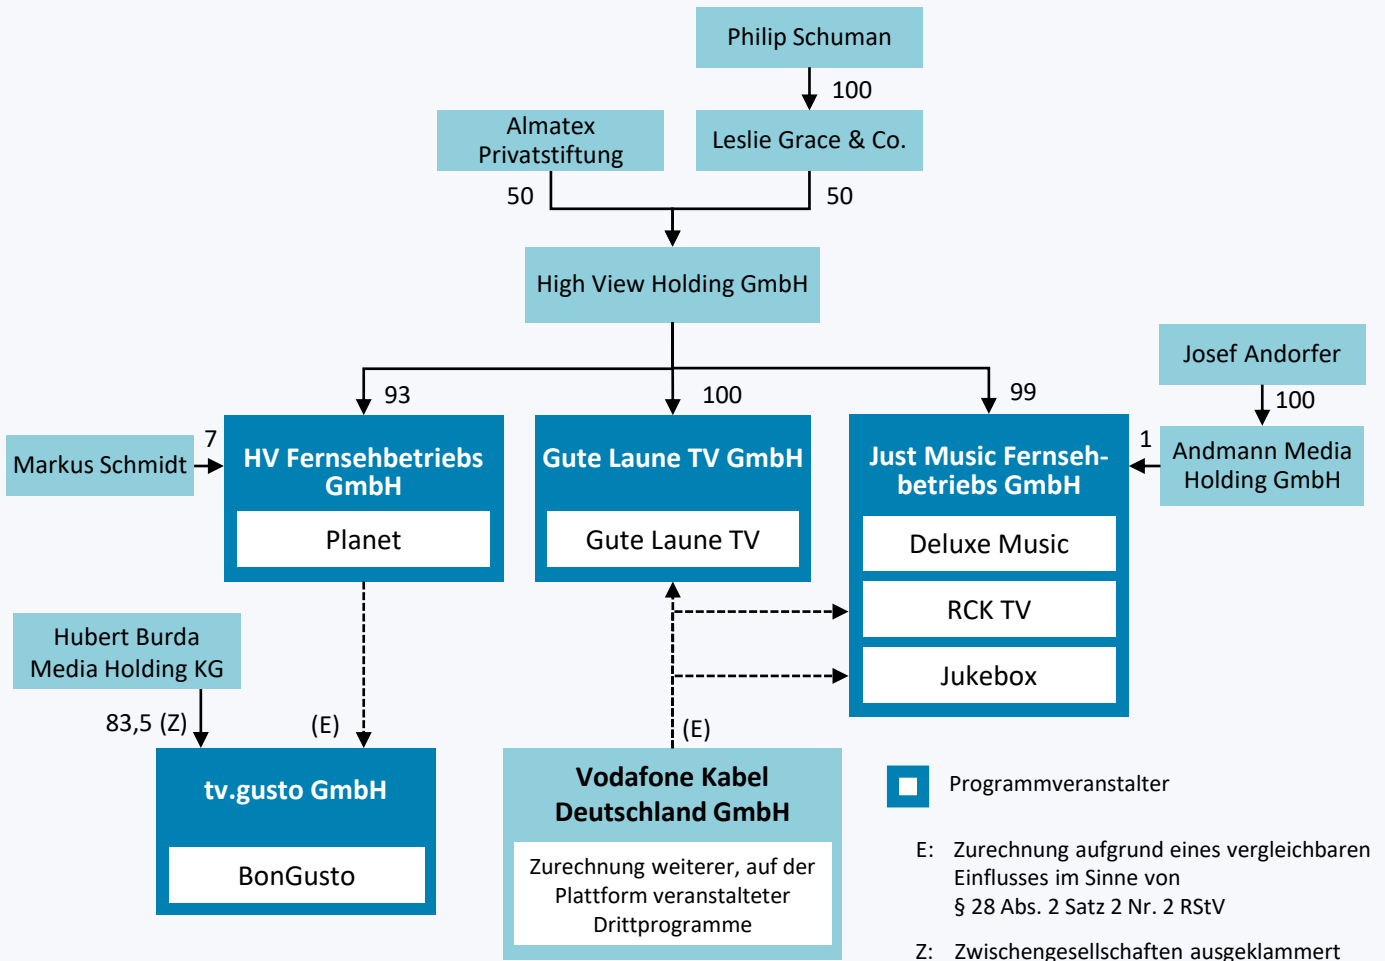 Philip Schuman
100
Almatex
Privatstiftung
Leslie Grace & Co.
50
50
High View Holding GmbH
Josef Andorfer
93
100
99
100
Markus Schmidt
7
HV Fernsehbetriebs
GmbH
Planet
Gute Laune TV GmbH
Gute Laune TV
Just Music Fernseh-
betriebs GmbH
Deluxe Music
RCK TV
Jukebox
1
Andmann Media
Holding GmbH
Hubert Burda
Media Holding KG
83,5 (Z)
(E)
(E)
tv.gusto GmbH
BonGusto
Vodafone Kabel
Deutschland GmbH
Zurechnung weiterer, auf der
Plattform veranstalteter
Drittprogramme
Programmveranstalter
E: Zurechnung aufgrund eines vergleichbaren
Einflusses im Sinne von
§ 28 Abs. 2 Satz 2 Nr. 2 RStV
Z: Zwischengesellschaften ausgeklammert